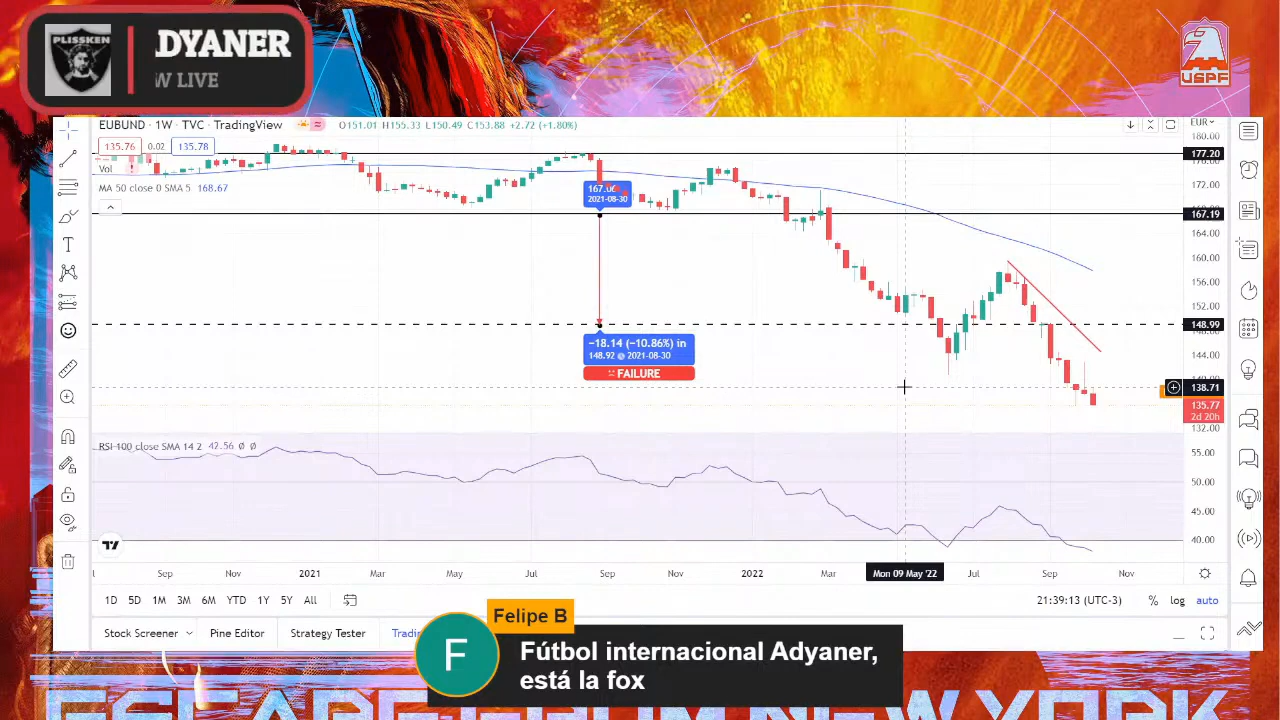 PLISSKEN
DYANER
W LIVE
USPF
EUBUND · 1W · TVC · TradingView
O151.01 H155.33 L150.49 C153.88 +2.72 (+1.80%)
135.76 0.02 135.78
Vol
MA 50 close 0 SMA 5 168.67
EUR
180.00
177.20
176.00
172.00
167.19
164.00
160.00
156.00
152.00
148.99
144.00
138.71
135.77
2d 20h
132.00
2021-08-30
−18.14 (−10.86%) in
148.92 @ 2021-08-30
FAILURE
RSI 100 close SMA 14 2 42.56 Ø Ø
55.00
50.00
45.00
40.00
Sep Nov 2021 Mar May Jul Sep Nov 2022 Mar Mon 09 May '22 Jul Sep Nov
1D 5D 1M 3M 6M YTD 1Y 5Y All
21:39:13 (UTC-3) % log auto
Stock Screener Pine Editor Strategy Tester
Felipe B
F
Fútbol internacional Adyaner,
está la fox
ESCAPE FROM NEW YORK